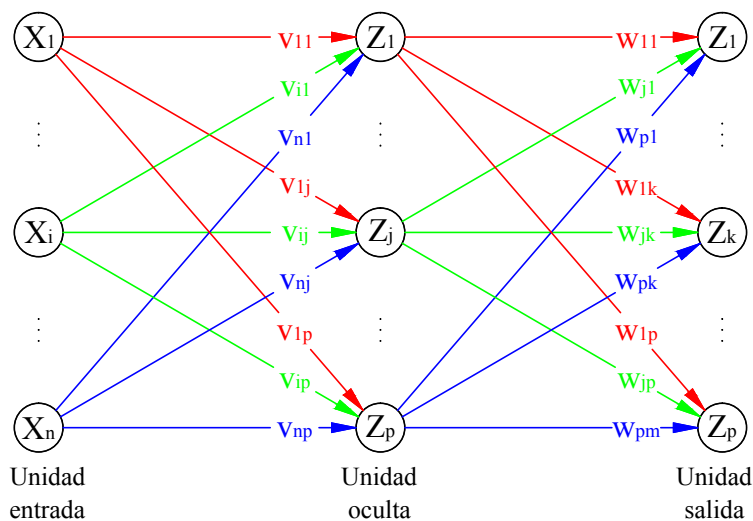 X1 v11 Z1 w11 Z1
vi1 wj1
vn1 wp1
v1j w1k
Xi vij Zj wjk Zk
vnj wpk
v1p w1p
vip wjp
Xn vnp Zp wpm Zp
Unidad Unidad Unidad
entrada oculta salida